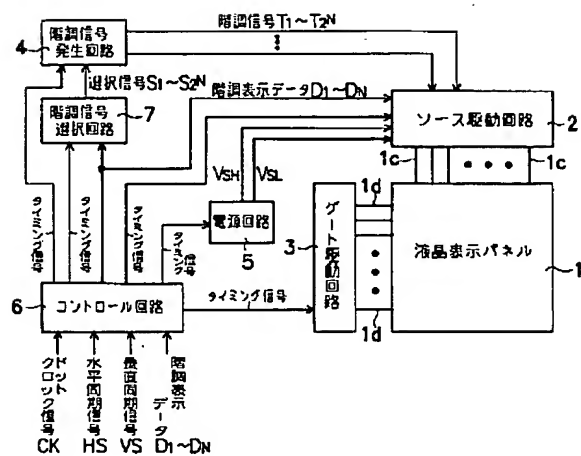 階調信号T1~T2N
4
階調信号
発生回路
選択信号S1~S2N
階調信号
選択回路
7
階調表示データD1~DN
ソース駆動回路
2
1c
1c
VSH
VSL
電源回路
5
タイミング信号
タイミング信号
タイミング信号
タイミング
信号
3
ゲート駆動回路
1d
1d
液晶表示パネル
1
6
コントロール回路
タイミング信号
ドット
クロック信号
CK
水平同期信号
HS
垂直同期信号
VS
階調表示
データ
D1~DN